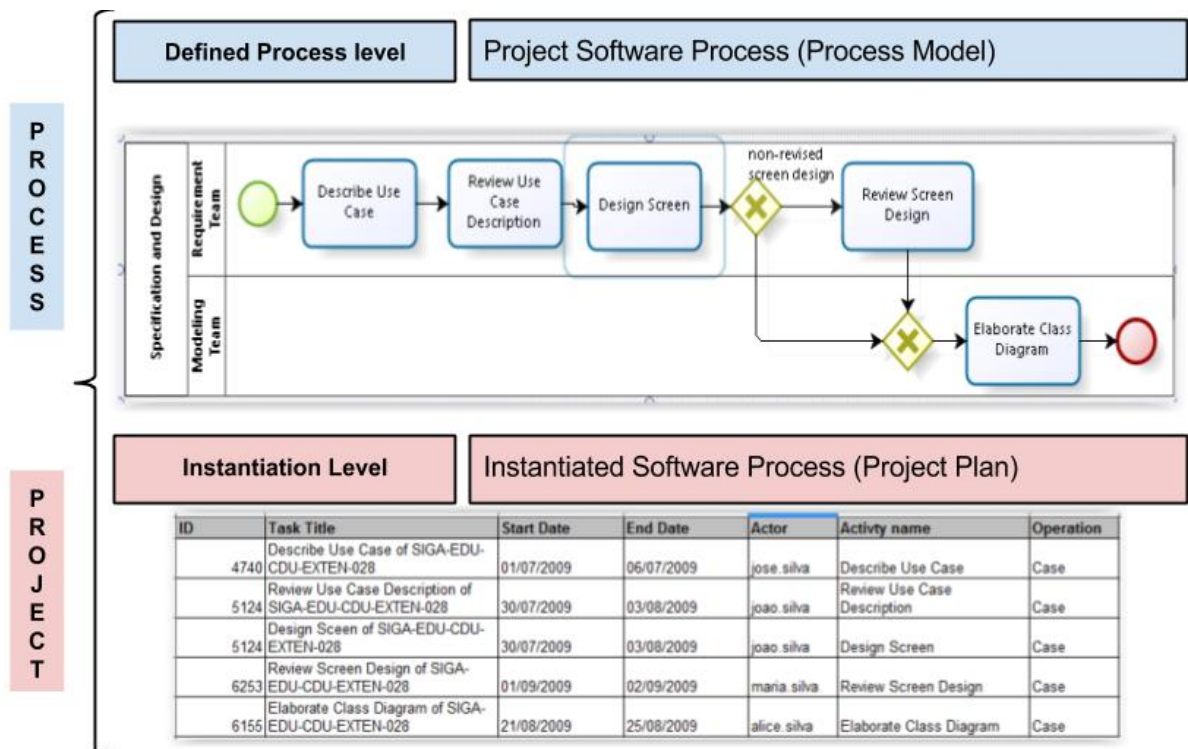 Defined Process level
Project Software Process (Process Model)
PROCESS
Specification and Design
Requirement
Team
Describe Use
Case
Review Use
Case
Description
Design Screen
non-revised
screen design
Review Screen
Design
Modeling
Team
Elaborate Class
Diagram
Instantiation Level
Instantiated Software Process (Project Plan)
PROJECT
ID Task Title Start Date End Date Actor Activty name Operation
Describe Use Case of SIGA-EDU-
4740 CDU-EXTEN-028 01/07/2009 06/07/2009 jose.silva Describe Use Case Case
Review Use Case Description of Review Use Case
5124 SIGA-EDU-CDU-EXTEN-028 30/07/2009 03/08/2009 joao.silva Description Case
Design Sceen of SIGA-EDU-CDU-
5124 EXTEN-028 30/07/2009 03/08/2009 joao.silva Design Screen Case
Review Screen Design of SIGA-
6253 EDU-CDU-EXTEN-028 01/09/2009 02/09/2009 maria.silva Review Screen Design Case
Elaborate Class Diagram of SIGA-
6155 EDU-CDU-EXTEN-028 21/08/2009 25/08/2009 alice.silva Elaborate Class Diagram Case